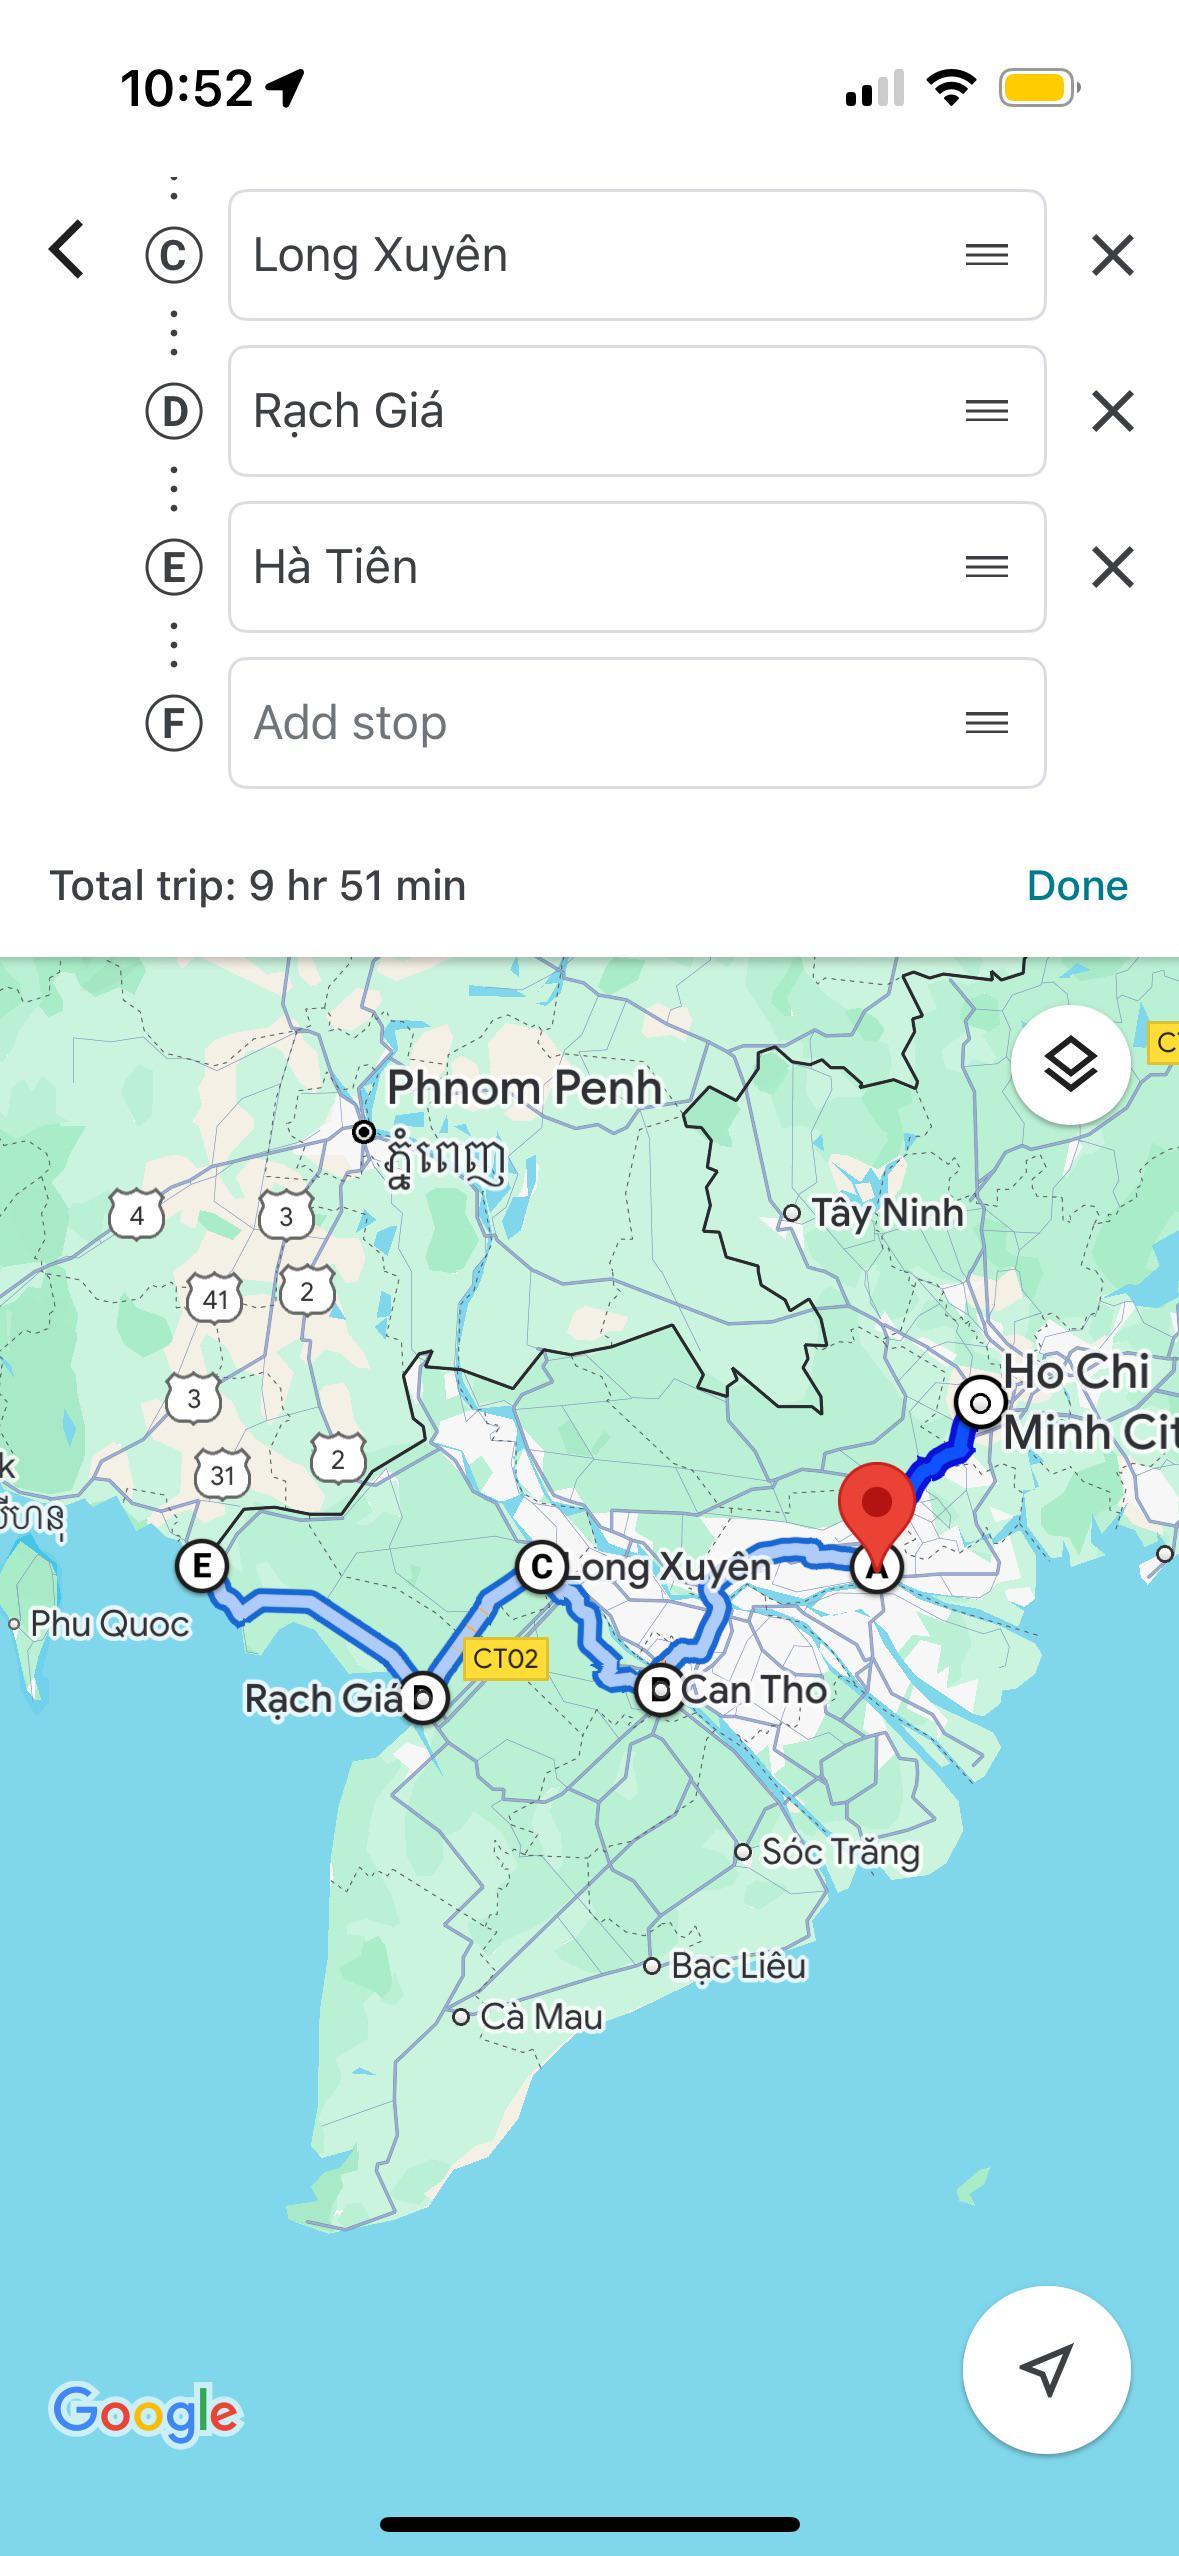 10:52
C Long Xuyên
D Rạch Giá
E Hà Tiên
F Add stop
Total trip: 9 hr 51 min
Done
C
Phnom Penh
ភ្នំពេញ
4
3
Tây Ninh
41
2
3
Ho Chi
Minh Cit
k
31
2
E
C Long Xuyên
A
Phu Quoc
CT02
Rạch Giá D
B Can Tho
Sóc Trăng
Bạc Liêu
Cà Mau
Google